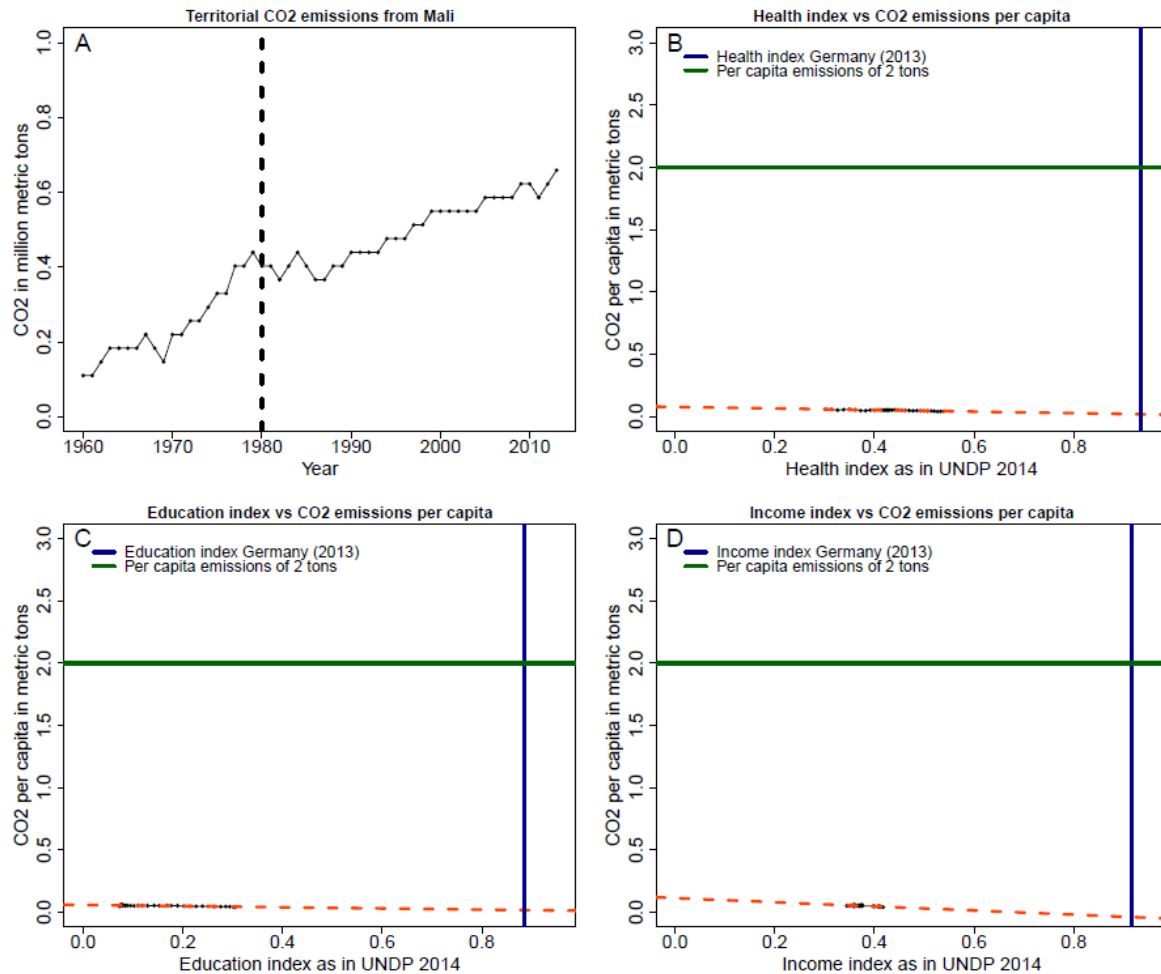 Territorial CO2 emissions from Mali
A
CO2 in million metric tons
1.0
0.8
0.6
0.4
0.2
0.0
1960 1970 1980 1990 2000 2010
Year
Health index vs CO2 emissions per capita
B
Health index Germany (2013)
Per capita emissions of 2 tons
CO2 per capita in metric tons
3.0
2.5
2.0
1.5
1.0
0.5
0.0
0.0 0.2 0.4 0.6 0.8
Health index as in UNDP 2014
Education index vs CO2 emissions per capita
C
Education index Germany (2013)
Per capita emissions of 2 tons
CO2 per capita in metric tons
3.0
2.5
2.0
1.5
1.0
0.5
0.0
0.0 0.2 0.4 0.6 0.8
Education index as in UNDP 2014
Income index vs CO2 emissions per capita
D
Income index Germany (2013)
Per capita emissions of 2 tons
CO2 per capita in metric tons
3.0
2.5
2.0
1.5
1.0
0.5
0.0
0.0 0.2 0.4 0.6 0.8
Income index as in UNDP 2014